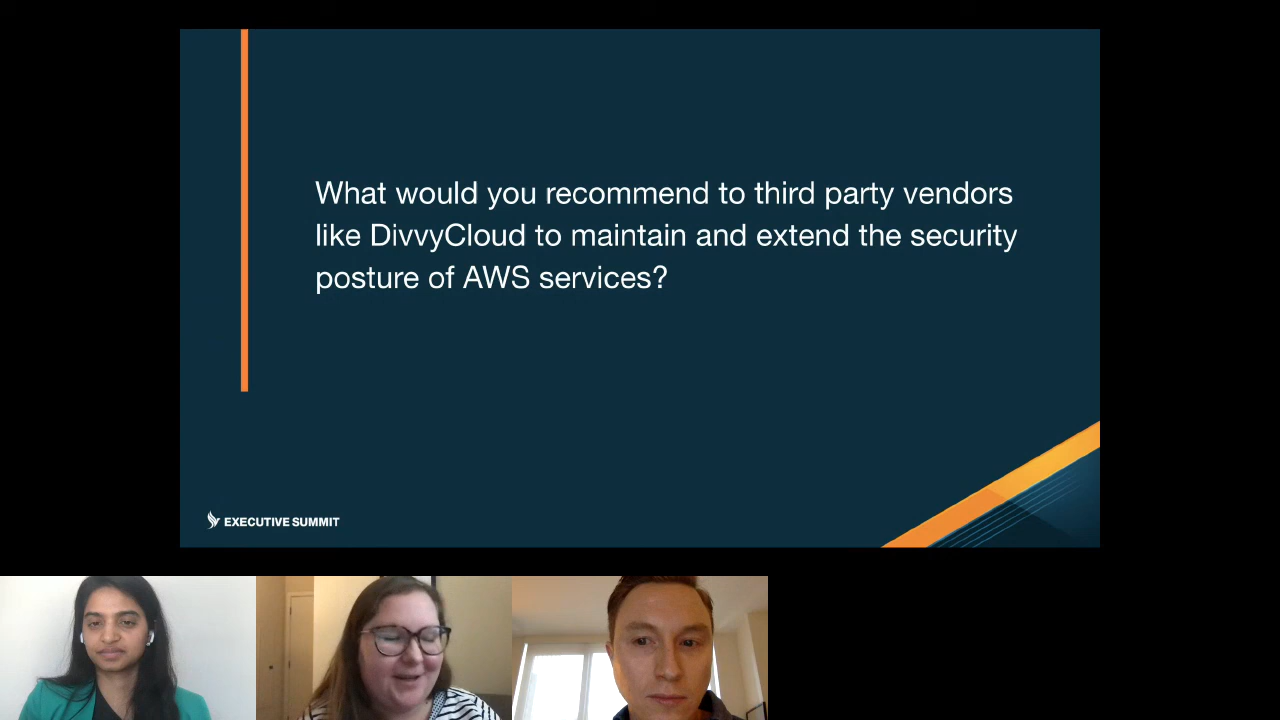 What would you recommend to third party vendors
like DivvyCloud to maintain and extend the security
posture of AWS services?
EXECUTIVE SUMMIT